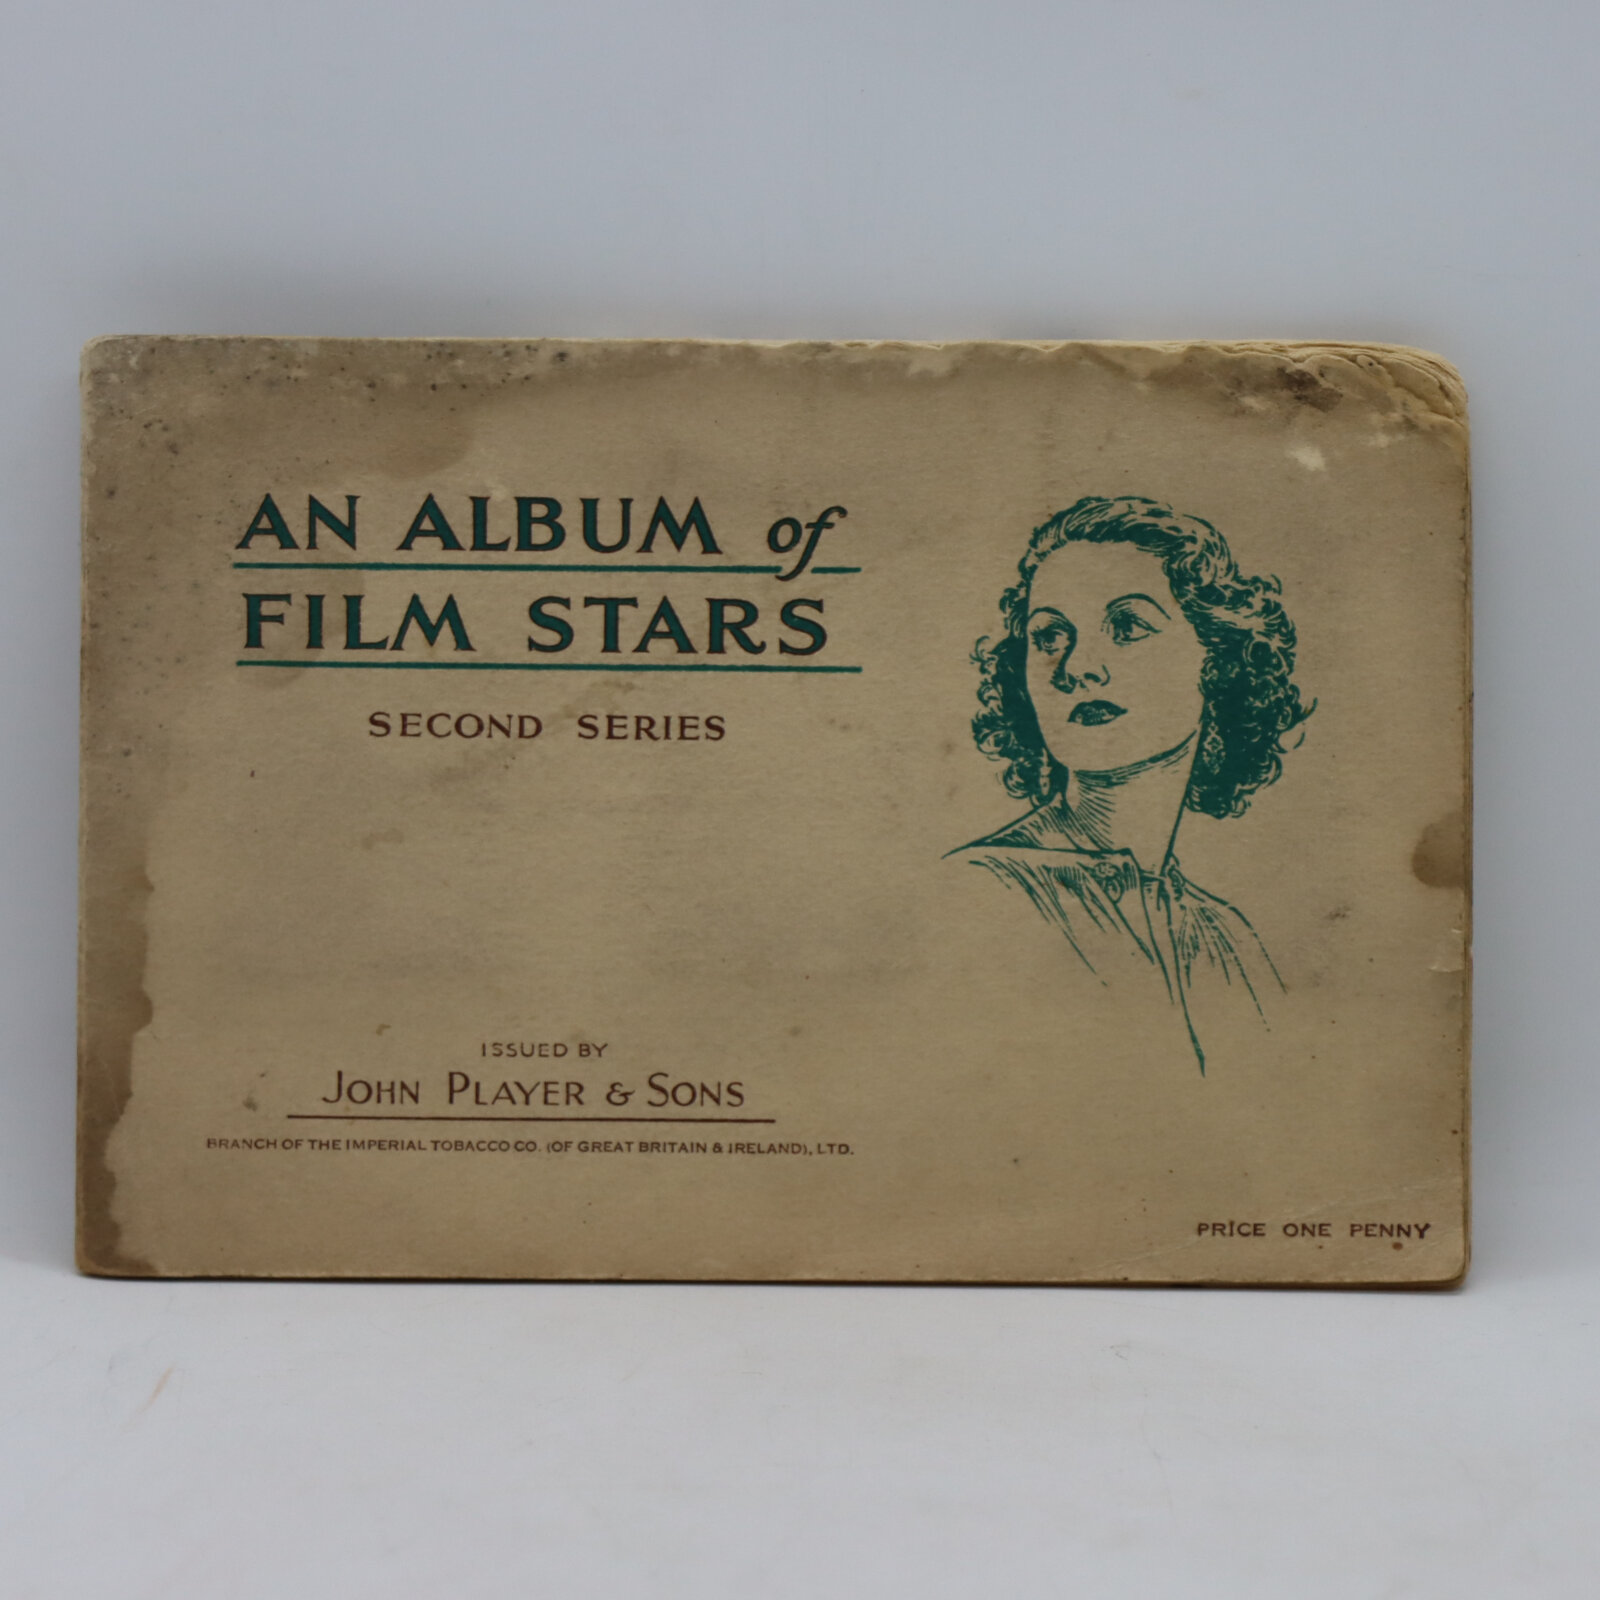 AN ALBUM of
FILM STARS
SECOND SERIES
ISSUED BY
JOHN PLAYER & SONS
BRANCH OF THE IMPERIAL TOBACCO CO. (OF GREAT BRITAIN & IRELAND), LTD.
PRICE ONE PENNY